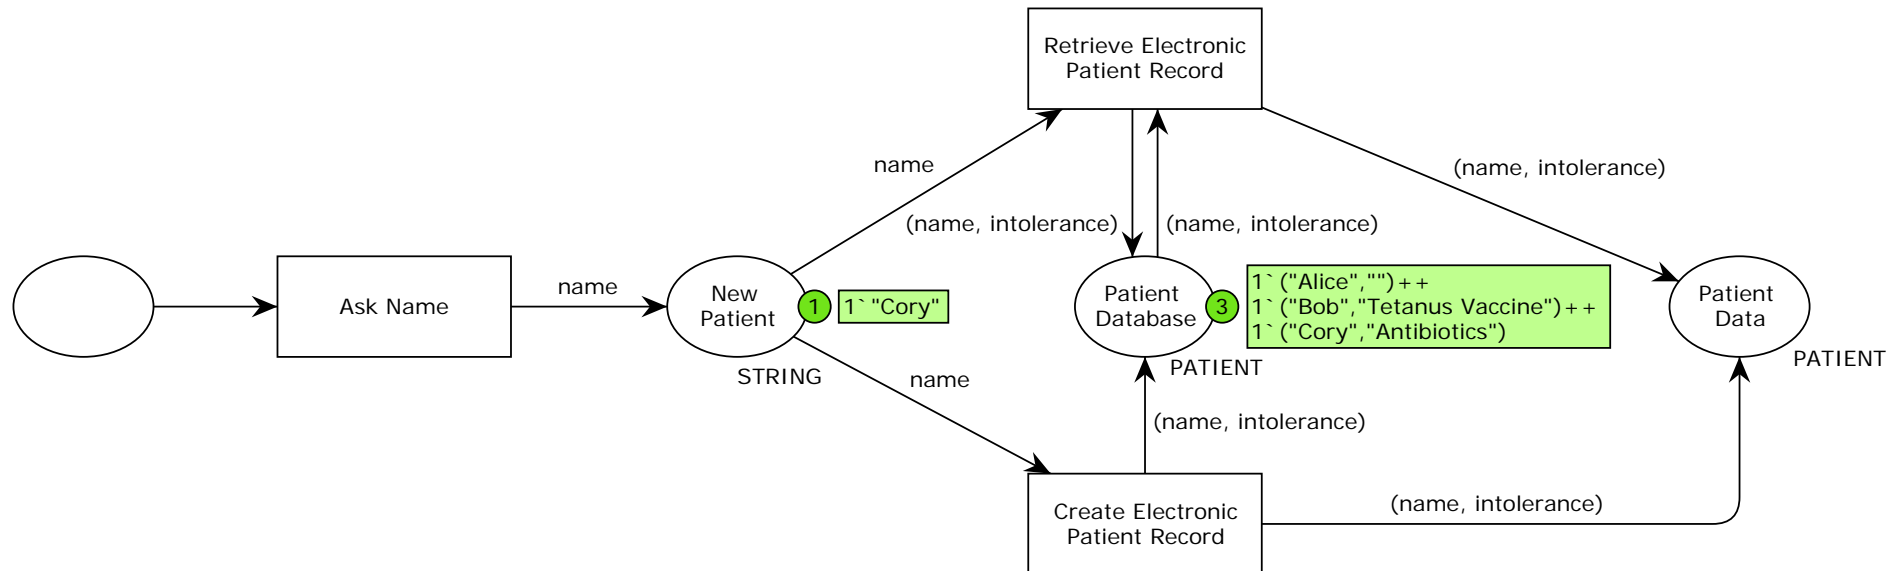 Retrieve Electronic
Patient Record
name
(name, intolerance)
(name, intolerance)
(name, intolerance)
Ask Name
name
New
Patient
1
1`"Cory"
STRING
Patient
Database
3
1`("Alice","")++
1`("Bob","Tetanus Vaccine")++
1`("Cory","Antibiotics")
PATIENT
Patient
Data
PATIENT
name
(name, intolerance)
(name, intolerance)
Create Electronic
Patient Record